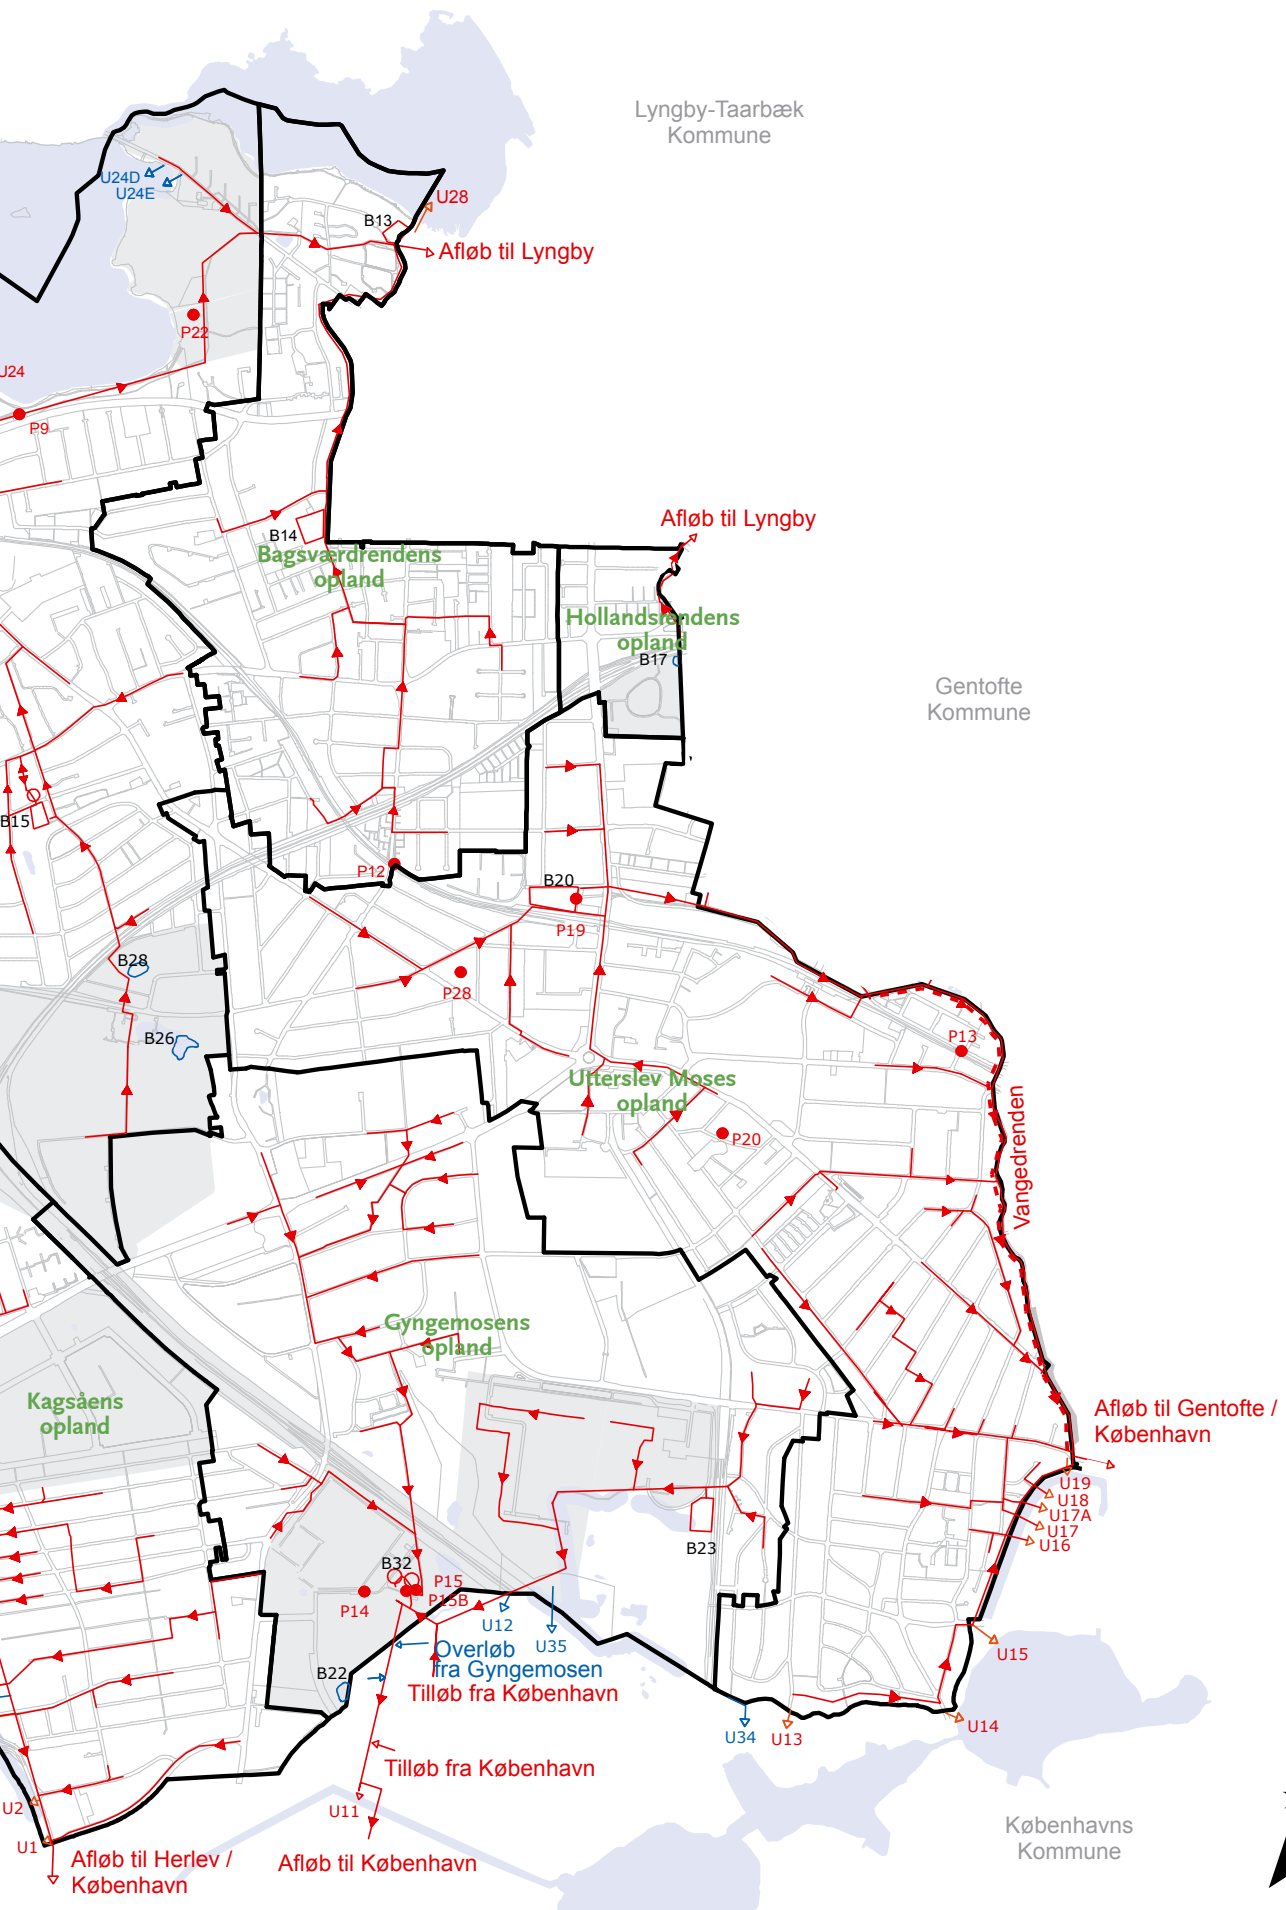 Lyngby-Taarbæk
Kommune
U24D
U24E
U28
B13
Afløb til Lyngby
P22
U24
P9
Afløb til Lyngby
B14
Bagsværdrendens
opland
Hollandsrendens
opland
B17
Gentofte
Kommune
B15
P12
B20
P19
B28
P28
B26
P13
Utterslev Moses
opland
P20
Vangedrenden
Gyngemosens
opland
Kagsåens
opland
Afløb til Gentofte /
København
U19
U18
U17A
U17
U16
B23
B32
P15
P15B
P14
U12
U35
Overløb
fra Gyngemosen
U15
B22
Tilløb fra København
U14
U34
U13
Tilløb fra København
U2
U11
U1
Københavns
Kommune
Afløb til Herlev /
København
Afløb til København